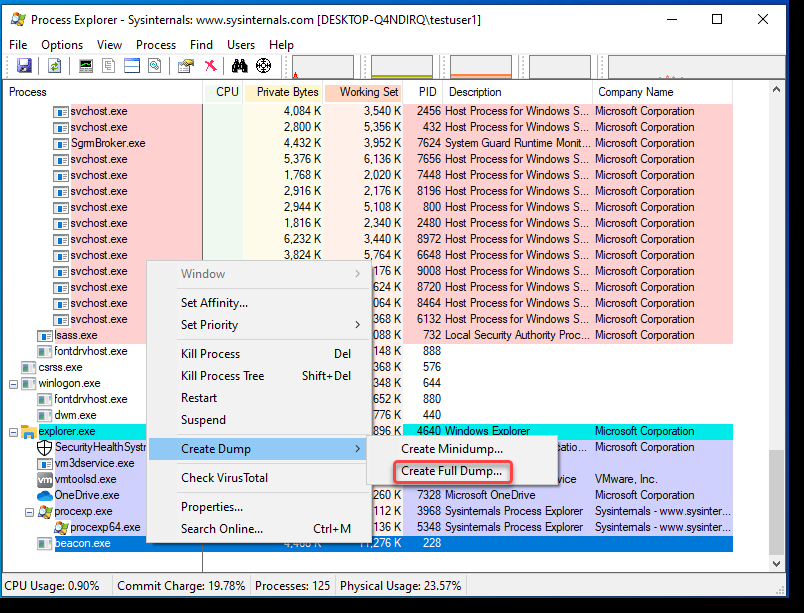 Process Explorer - Sysinternals: www.sysinternals.com [DESKTOP-Q4NDIRQ\testuser1]
File Options View Process Find Users Help
Process CPU Private Bytes Working Set PID Description Company Name
svchost.exe 4,084 K 3,540 K 2456 Host Process for Windows S... Microsoft Corporation
svchost.exe 2,800 K 5,356 K 432 Host Process for Windows S... Microsoft Corporation
SgrmBroker.exe 4,432 K 3,952 K 7624 System Guard Runtime Monit... Microsoft Corporation
svchost.exe 5,376 K 6,136 K 7656 Host Process for Windows S... Microsoft Corporation
svchost.exe 1,768 K 2,020 K 7448 Host Process for Windows S... Microsoft Corporation
svchost.exe 2,916 K 2,176 K 8196 Host Process for Windows S... Microsoft Corporation
svchost.exe 2,944 K 5,108 K 800 Host Process for Windows S... Microsoft Corporation
svchost.exe 1,816 K 2,340 K 2480 Host Process for Windows S... Microsoft Corporation
svchost.exe 6,232 K 3,440 K 8972 Host Process for Windows S... Microsoft Corporation
svchost.exe 3,824 K 5,764 K 6648 Host Process for Windows S... Microsoft Corporation
svchost.exe 176 K 9008 Host Process for Windows S... Microsoft Corporation
svchost.exe 624 K 8720 Host Process for Windows S... Microsoft Corporation
svchost.exe 064 K 8464 Host Process for Windows S... Microsoft Corporation
svchost.exe 368 K 6132 Host Process for Windows S... Microsoft Corporation
lsass.exe 088 K 732 Local Security Authority Proc... Microsoft Corporation
fontdrvhost.exe 148 K 888
csrss.exe 368 K 576
winlogon.exe 348 K 644
fontdrvhost.exe 652 K 880
dwm.exe 776 K 440
explorer.exe 896 K 4640 Windows Explorer Microsoft Corporation
SecurityHealthSystr Microsoft Corporation
vm3dservice.exe
vmtoolsd.exe VMware, Inc.
OneDrive.exe 260 K 7328 Microsoft OneDrive Microsoft Corporation
procexp.exe 112 K 3968 Sysinternals Process Explorer Sysinternals - www.sysinter...
procexp64.exe 136 K 5348 Sysinternals Process Explorer Sysinternals - www.sysinter...
beacon.exe 228
Window
Set Affinity...
Set Priority
Kill Process Del
Kill Process Tree Shift+Del
Restart
Suspend
Create Dump
Check VirusTotal
Properties...
Search Online... Ctrl+M
Create Minidump...
Create Full Dump...
CPU Usage: 0.90% Commit Charge: 19.78% Processes: 125 Physical Usage: 23.57%